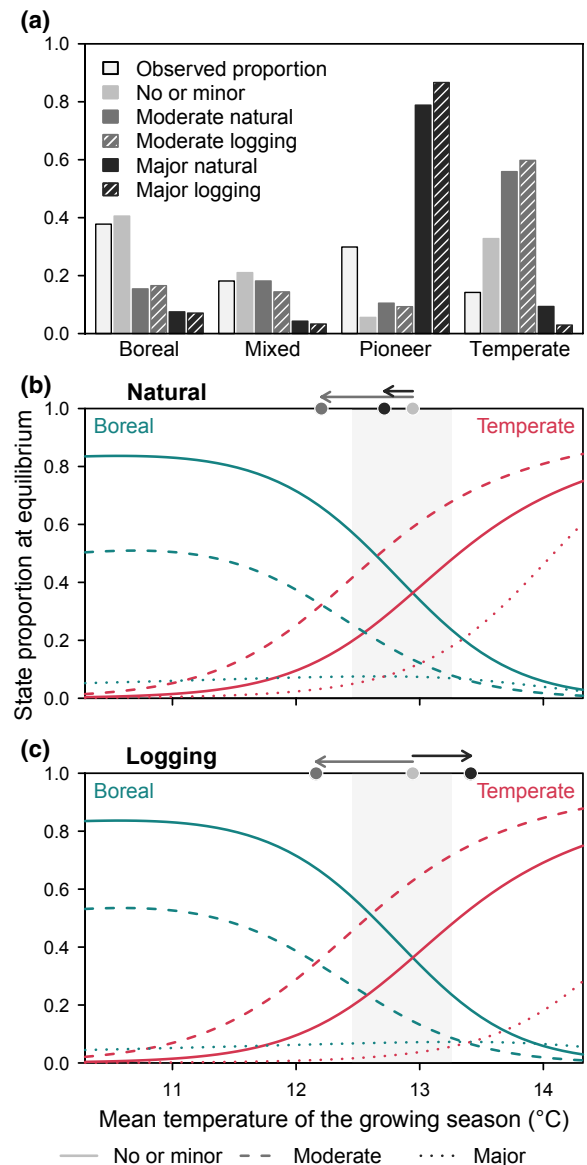 (a)
1.0
0.8
0.6
0.4
0.2
0.0
Observed proportion
No or minor
Moderate natural
Moderate logging
Major natural
Major logging
Boreal Mixed Pioneer Temperate
(b) Natural
1.0
0.8
0.6
0.4
0.2
0.0
Boreal Temperate
State proportion at equilibrium
11 12 13 14
(c) Logging
1.0
0.8
0.6
0.4
0.2
0.0
Boreal Temperate
11 12 13 14
Mean temperature of the growing season (°C)
No or minor Moderate Major